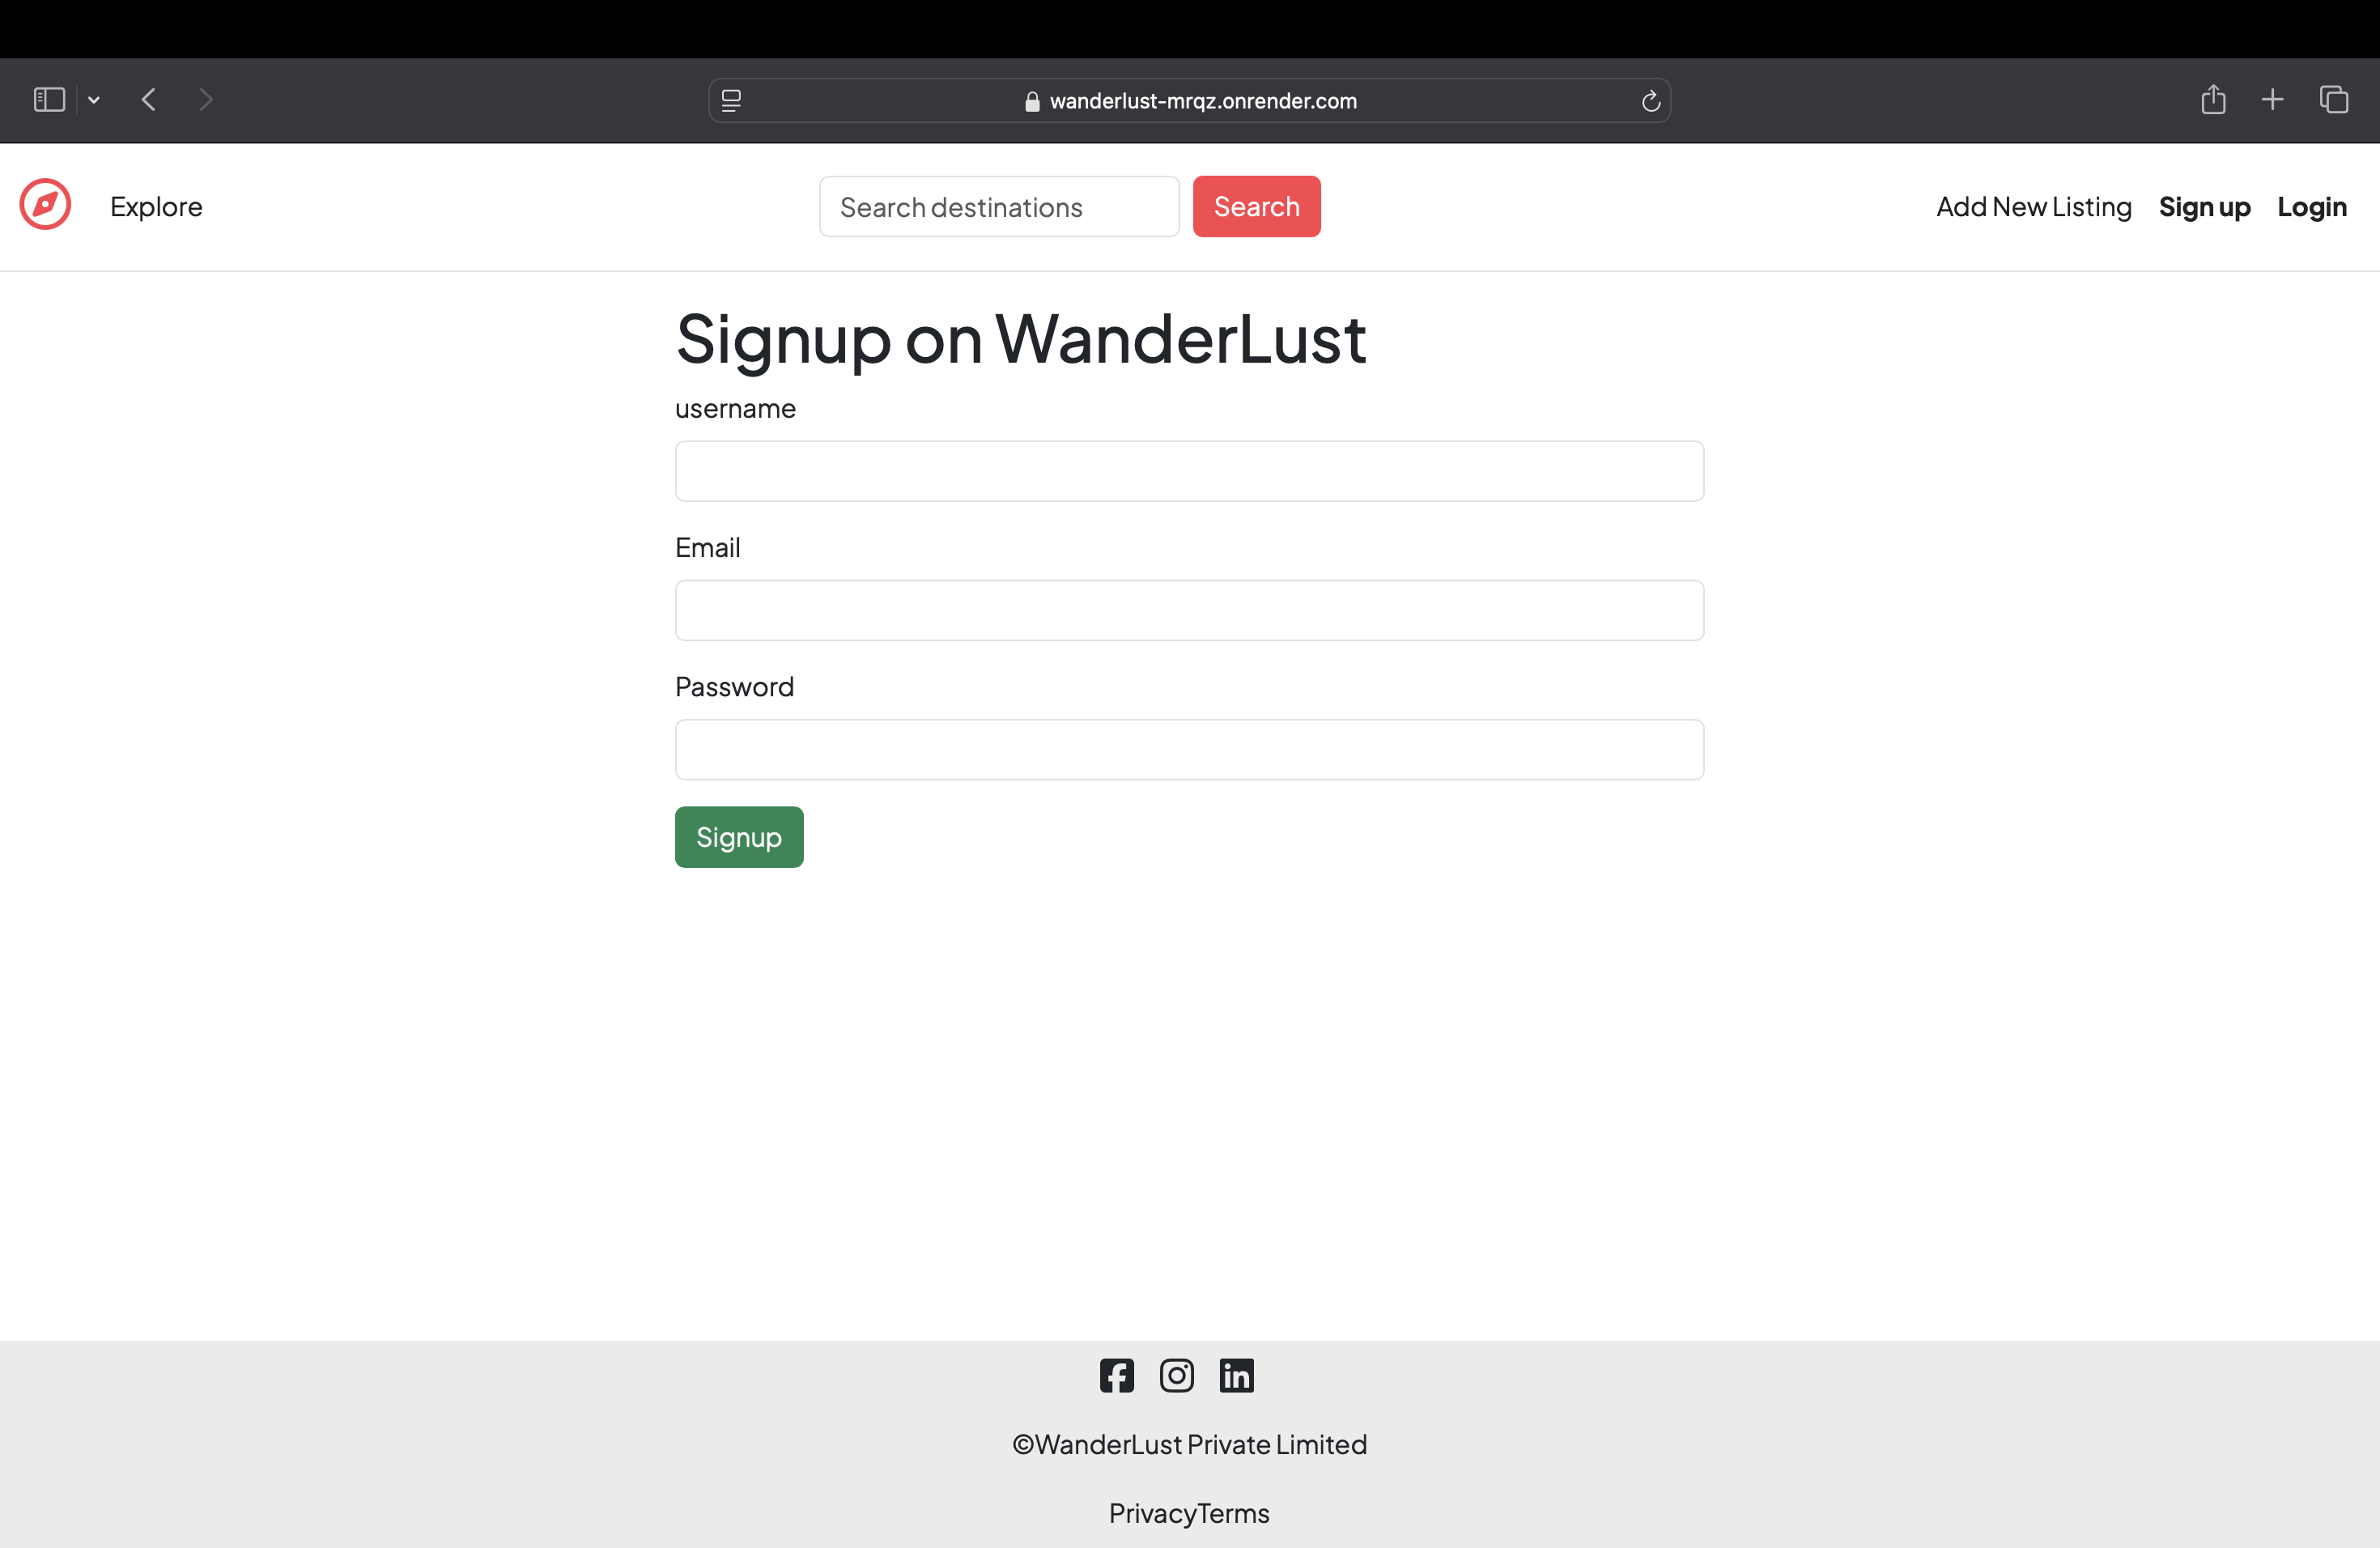 wanderlust-mrqz.onrender.com
Explore Search destinations Search Add New Listing Sign up Login
Signup on WanderLust
username
Email
Password
Signup
©WanderLust Private Limited
PrivacyTerms